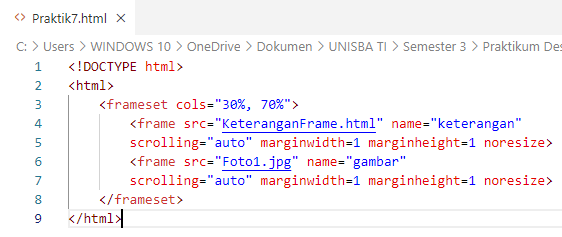 <> Praktik7.html ×
C: > Users > WINDOWS 10 > OneDrive > Dokumen > UNISBA TI > Semester 3 > Praktikum Des
1 <!DOCTYPE html>
2 <html>
3 <frameset cols="30%, 70%">
4 <frame src="KeteranganFrame.html" name="keterangan"
5 scrolling="auto" marginwidth=1 marginheight=1 noresize>
6 <frame src="Foto1.jpg" name="gambar"
7 scrolling="auto" marginwidth=1 marginheight=1 noresize>
8 </frameset>
9 </html>